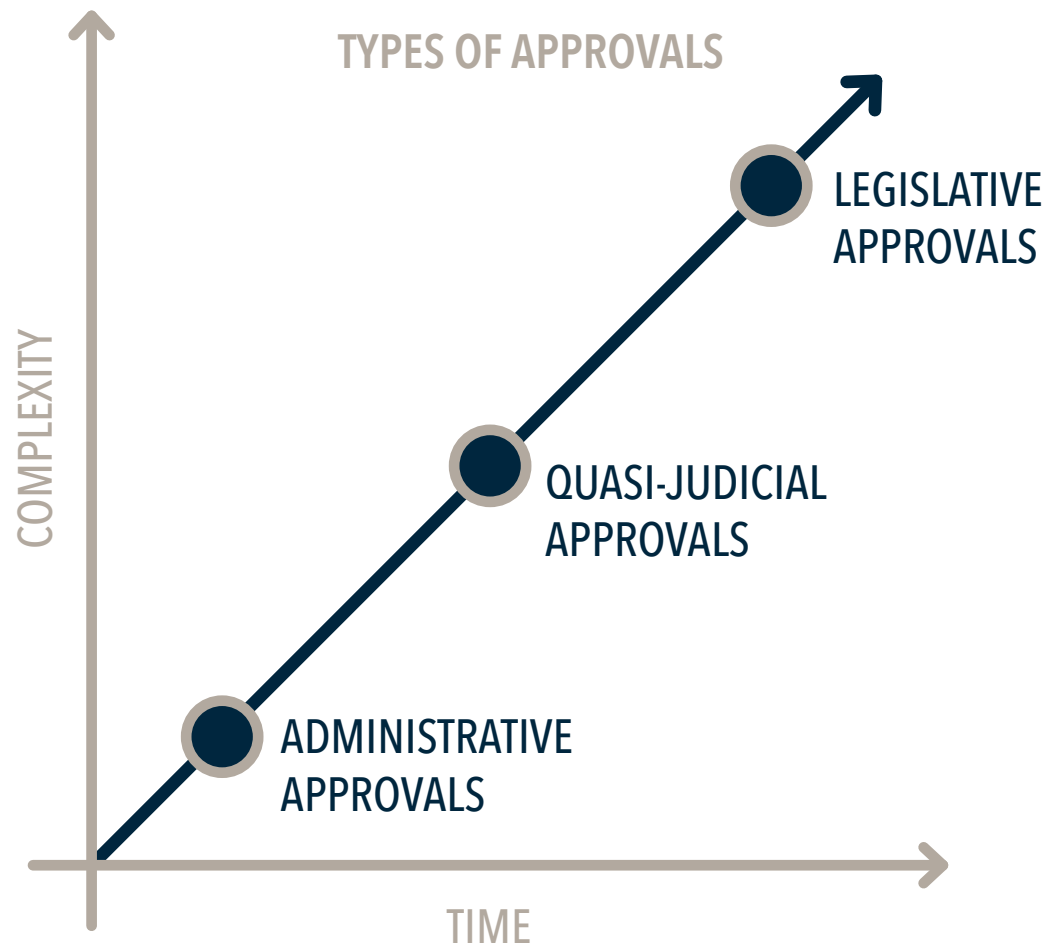 TYPES OF APPROVALS
LEGISLATIVE
APPROVALS
COMPLEXITY
QUASI-JUDICIAL
APPROVALS
ADMINISTRATIVE
APPROVALS
TIME